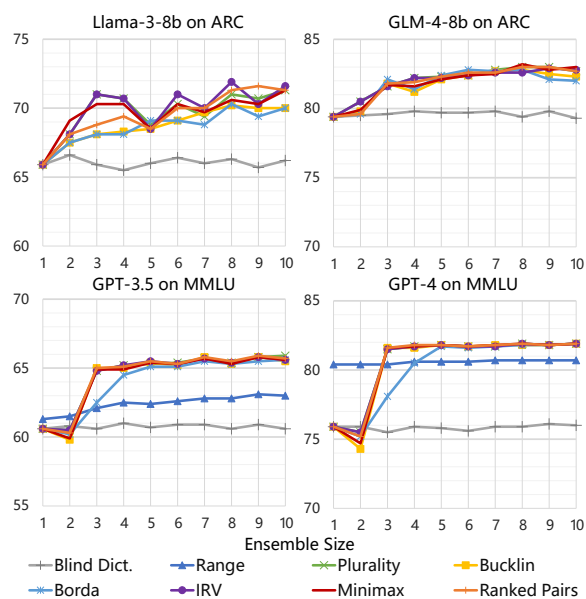 Llama-3-8b on ARC
GLM-4-8b on ARC
75
70
65
60
1 2 3 4 5 6 7 8 9 10
85
80
75
70
1 2 3 4 5 6 7 8 9 10
GPT-3.5 on MMLU
GPT-4 on MMLU
70
65
60
55
1 2 3 4 5 6 7 8 9 10
85
80
75
70
1 2 3 4 5 6 7 8 9 10
Ensemble Size
Blind Dict. Range Plurality Bucklin
Borda IRV Minimax Ranked Pairs